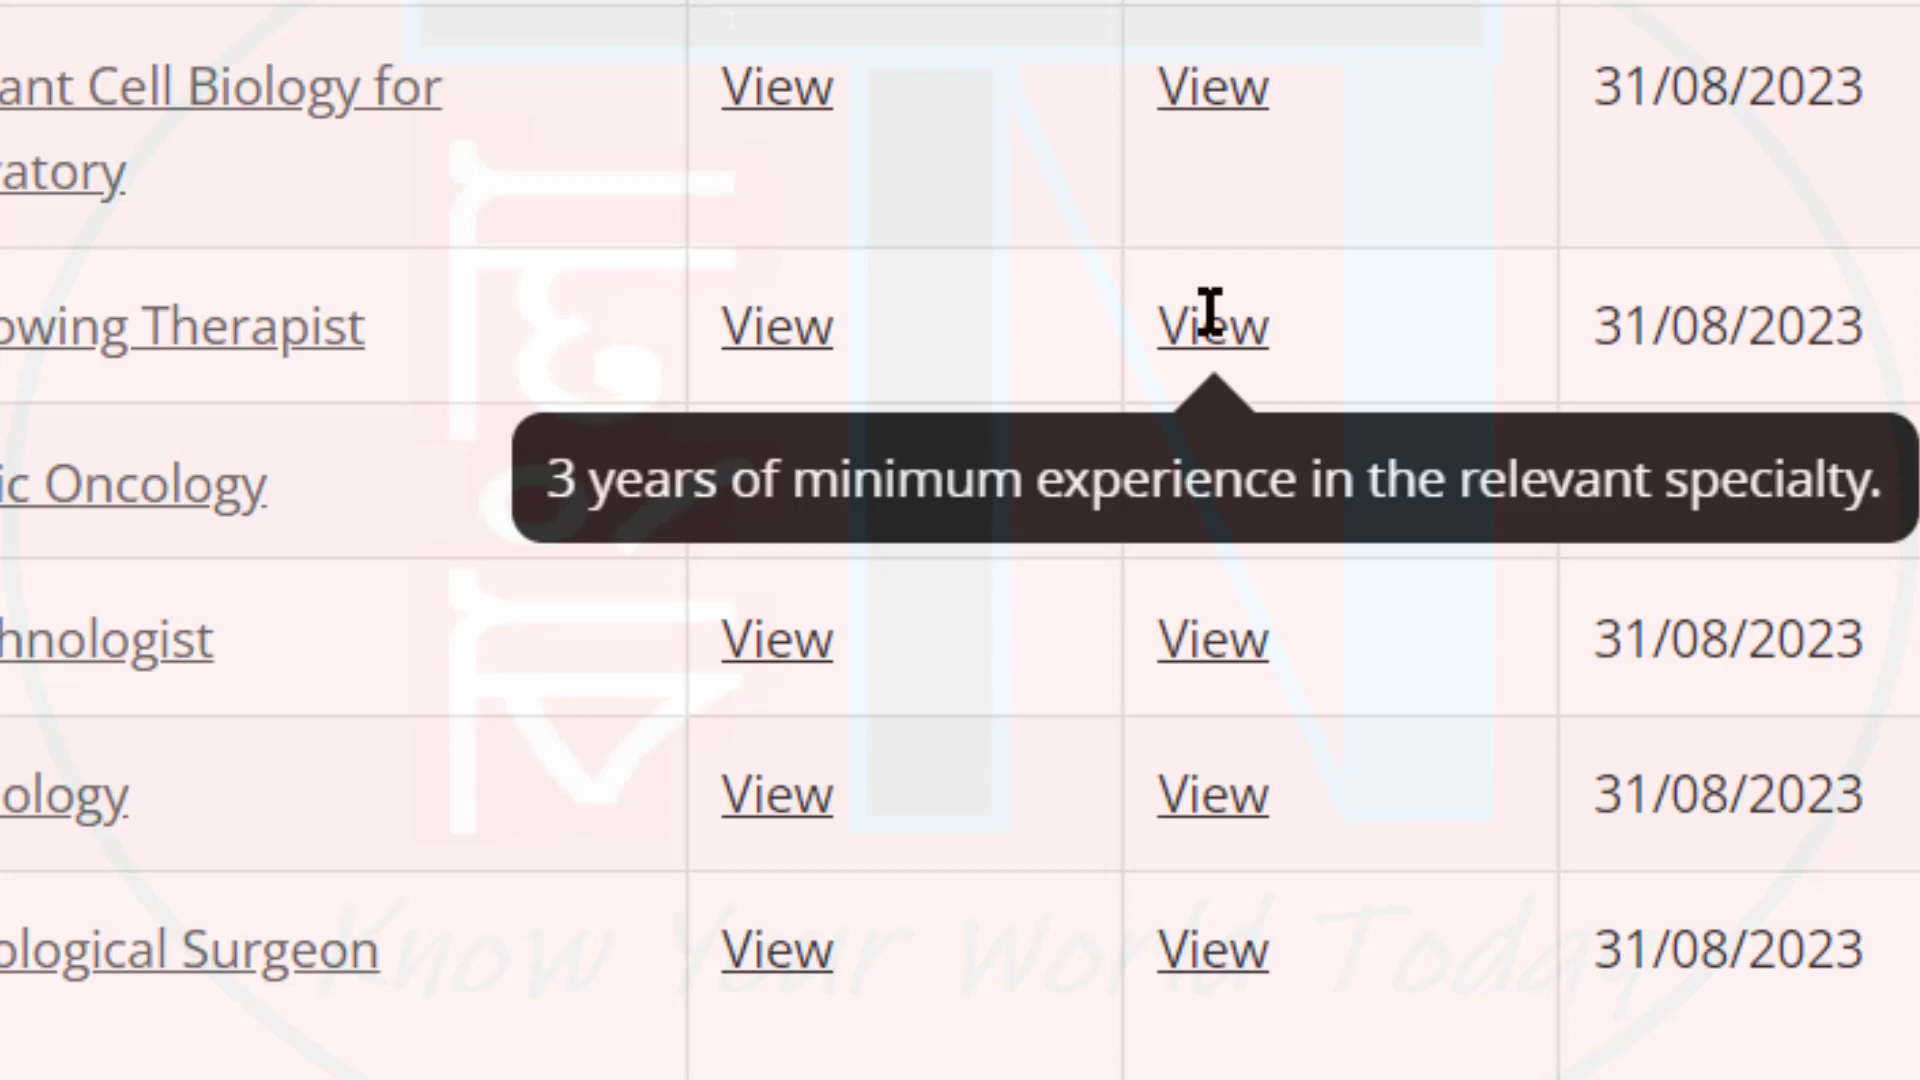 ant Cell Biology for View View 31/08/2023
ratory
owing Therapist View View 31/08/2023
ic Oncology
3 years of minimum experience in the relevant specialty.
hnologist View View 31/08/2023
ology View View 31/08/2023
ological Surgeon View View 31/08/2023
বাংলা
TN
Know Your World Today